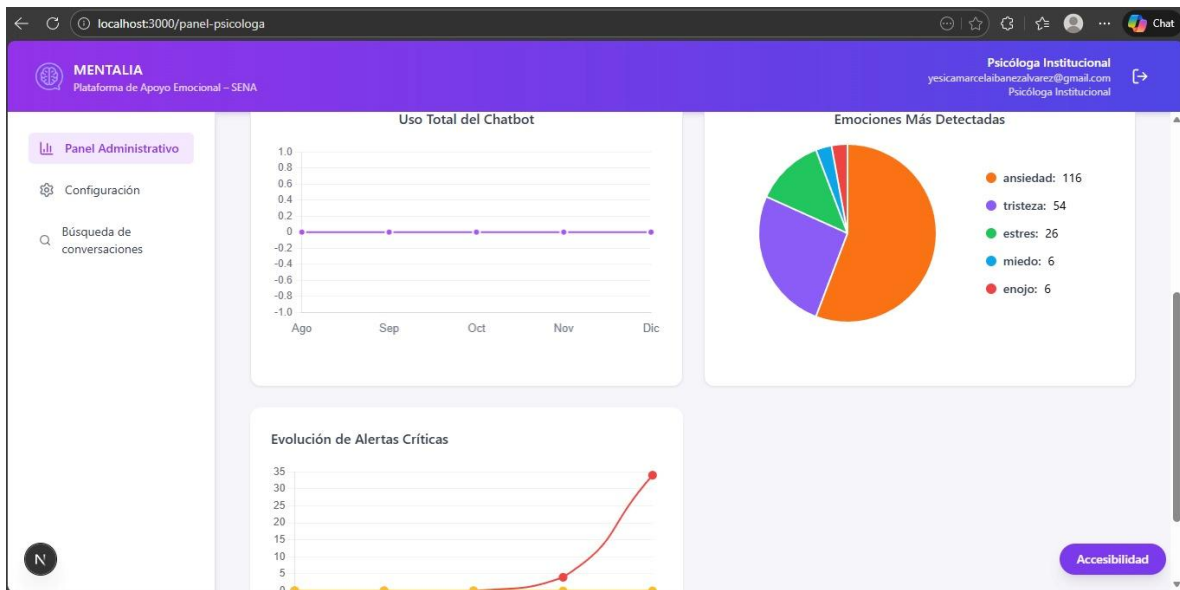 localhost:3000/panel-psicologa
Chat
MENTALIA
Plataforma de Apoyo Emocional – SENA
Psicóloga Institucional
yesicamarcelaibanezalvarez@gmail.com
Psicóloga Institucional
Panel Administrativo
Configuración
Búsqueda de
conversaciones
Uso Total del Chatbot
1.0
0.8
0.6
0.4
0.2
0
-0.2
-0.4
-0.6
-0.8
-1.0
Ago Sep Oct Nov Dic
Emociones Más Detectadas
ansiedad: 116
tristeza: 54
estres: 26
miedo: 6
enojo: 6
Evolución de Alertas Críticas
35
30
25
20
15
10
5
0
N
Accesibilidad